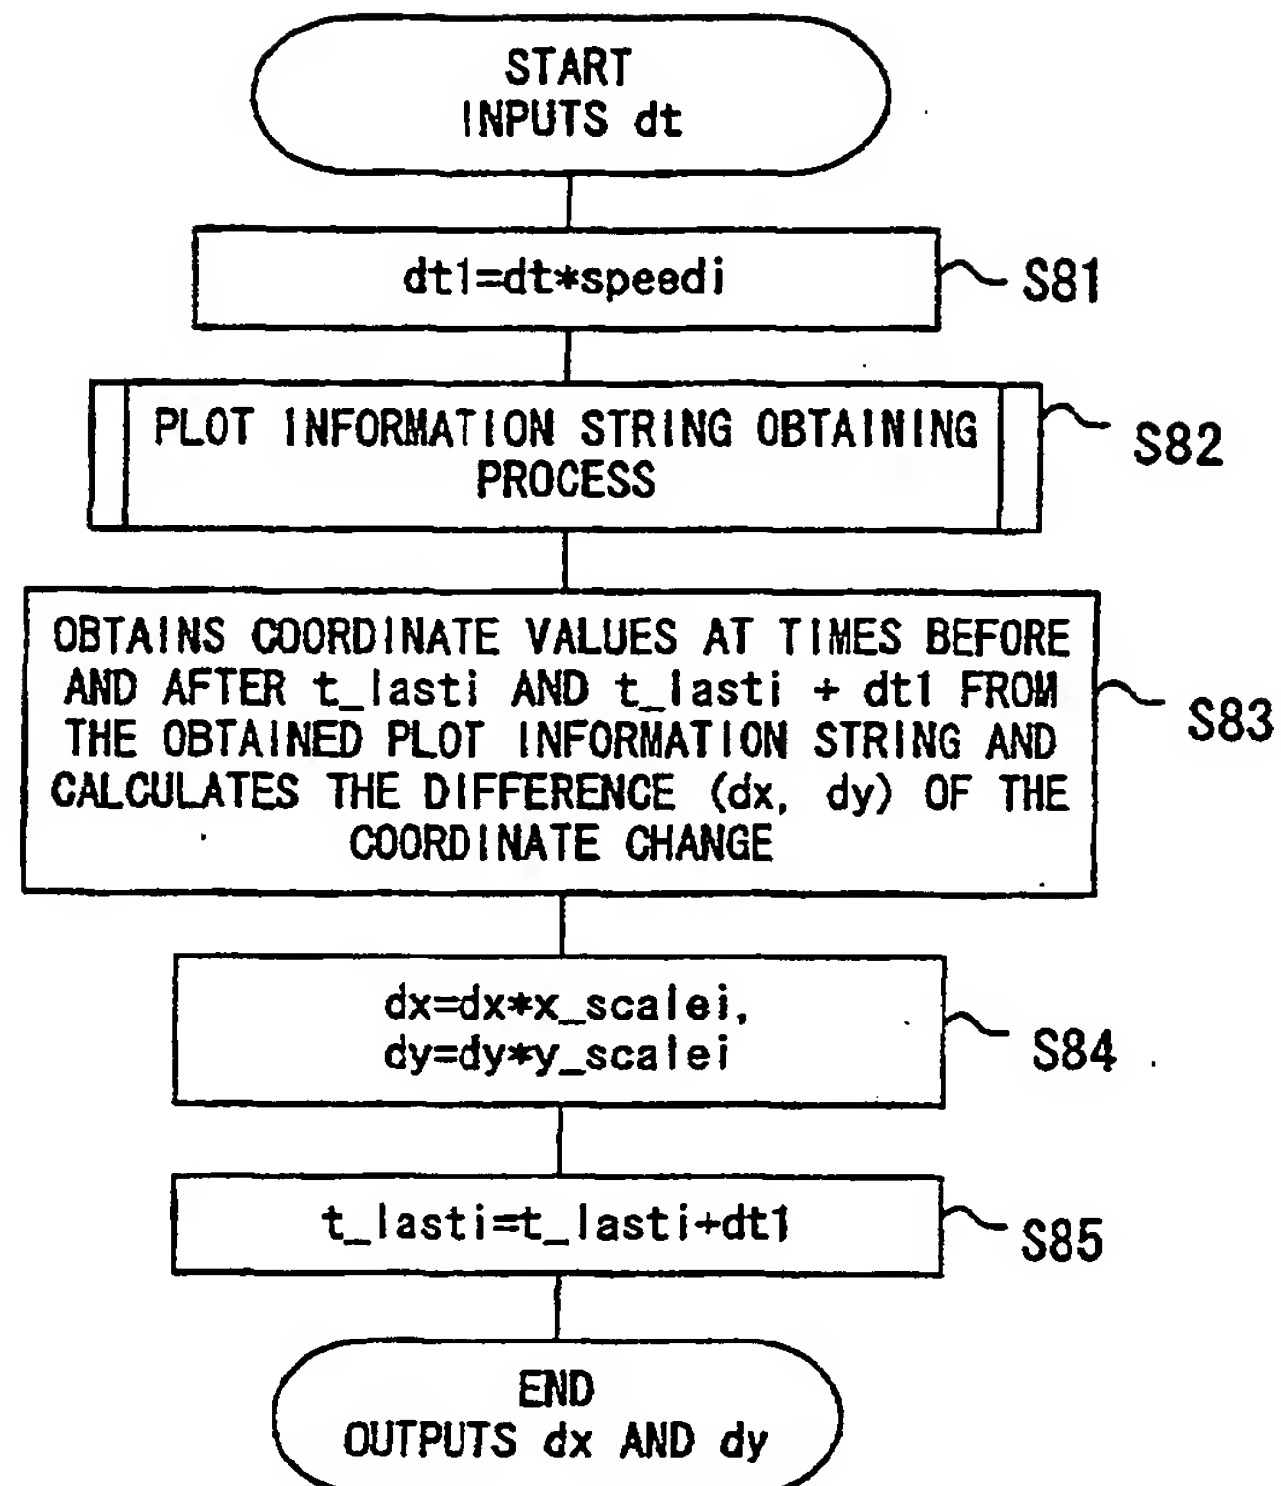 START
INPUTS dt
dt1=dt*speedi
S81
PLOT INFORMATION STRING OBTAINING
PROCESS
S82
OBTAINS COORDINATE VALUES AT TIMES BEFORE
AND AFTER t_lasti AND t_lasti + dt1 FROM
THE OBTAINED PLOT INFORMATION STRING AND
CALCULATES THE DIFFERENCE (dx, dy) OF THE
COORDINATE CHANGE
S83
dx=dx*x_scalei,
dy=dy*y_scalei
S84
t_lasti=t_lasti+dt1
S85
END
OUTPUTS dx AND dy